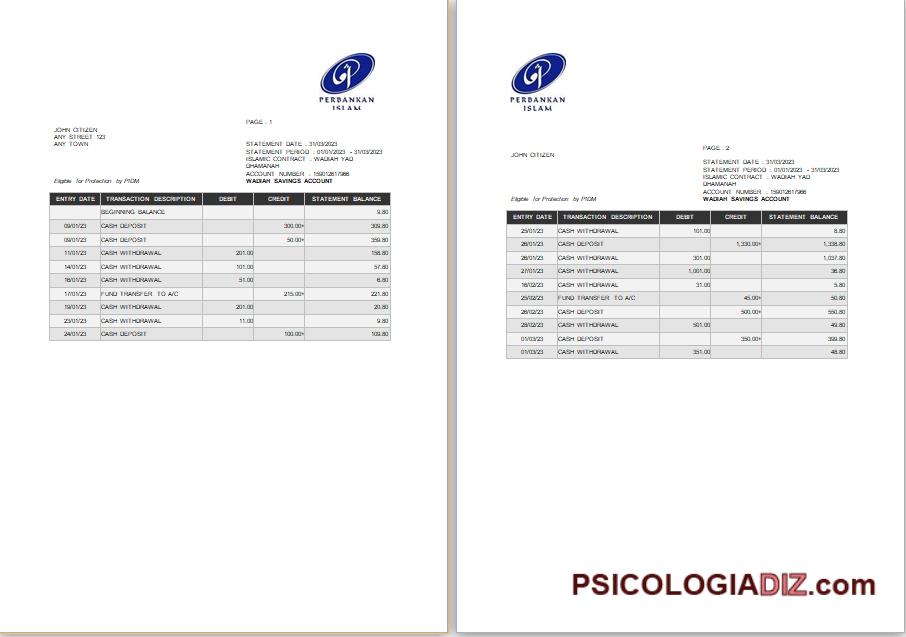 PERBANKAN
ISLAM
PAGE : 1
JOHN CITIZEN
ANY STREET 123
ANY TOWN
STATEMENT DATE : 31/03/2023
STATEMENT PERIOD : 01/01/2023 - 31/03/2023
ISLAMIC CONTRACT : WADIAH YAD
DHAMANAH
ACCOUNT NUMBER : 159012617966
Eligible for Protection by PIDM
WADIAH SAVINGS ACCOUNT
ENTRY DATE TRANSACTION DESCRIPTION DEBIT CREDIT STATEMENT BALANCE
BEGINNING BALANCE 9.80
09/01/23 CASH DEPOSIT 300.00+ 309.80
09/01/23 CASH DEPOSIT 50.00+ 359.80
11/01/23 CASH WITHDRAWAL 201.00 158.80
14/01/23 CASH WITHDRAWAL 101.00 57.80
16/01/23 CASH WITHDRAWAL 51.00 6.80
17/01/23 FUND TRANSFER TO A/C 215.00+ 221.80
19/01/23 CASH WITHDRAWAL 201.00 20.80
23/01/23 CASH WITHDRAWAL 11.00 9.80
24/01/23 CASH DEPOSIT 100.00+ 109.80
PERBANKAN
ISLAM
PAGE : 2
JOHN CITIZEN
STATEMENT DATE : 31/03/2023
STATEMENT PERIOD : 01/01/2023 - 31/03/2023
ISLAMIC CONTRACT : WADIAH YAD
DHAMANAH
ACCOUNT NUMBER : 159012617966
Eligible for Protection by PIDM
WADIAH SAVINGS ACCOUNT
ENTRY DATE TRANSACTION DESCRIPTION DEBIT CREDIT STATEMENT BALANCE
25/01/23 CASH WITHDRAWAL 101.00 8.80
26/01/23 CASH DEPOSIT 1,330.00+ 1,338.80
26/01/23 CASH WITHDRAWAL 301.00 1,037.80
27/01/23 CASH WITHDRAWAL 1,001.00 36.80
16/02/23 CASH WITHDRAWAL 31.00 5.80
25/02/23 FUND TRANSFER TO A/C 45.00+ 50.80
26/02/23 CASH DEPOSIT 500.00+ 550.80
28/02/23 CASH WITHDRAWAL 501.00 49.80
01/03/23 CASH DEPOSIT 350.00+ 399.80
01/03/23 CASH WITHDRAWAL 351.00 48.80
PSICOLOGIADIZ.com